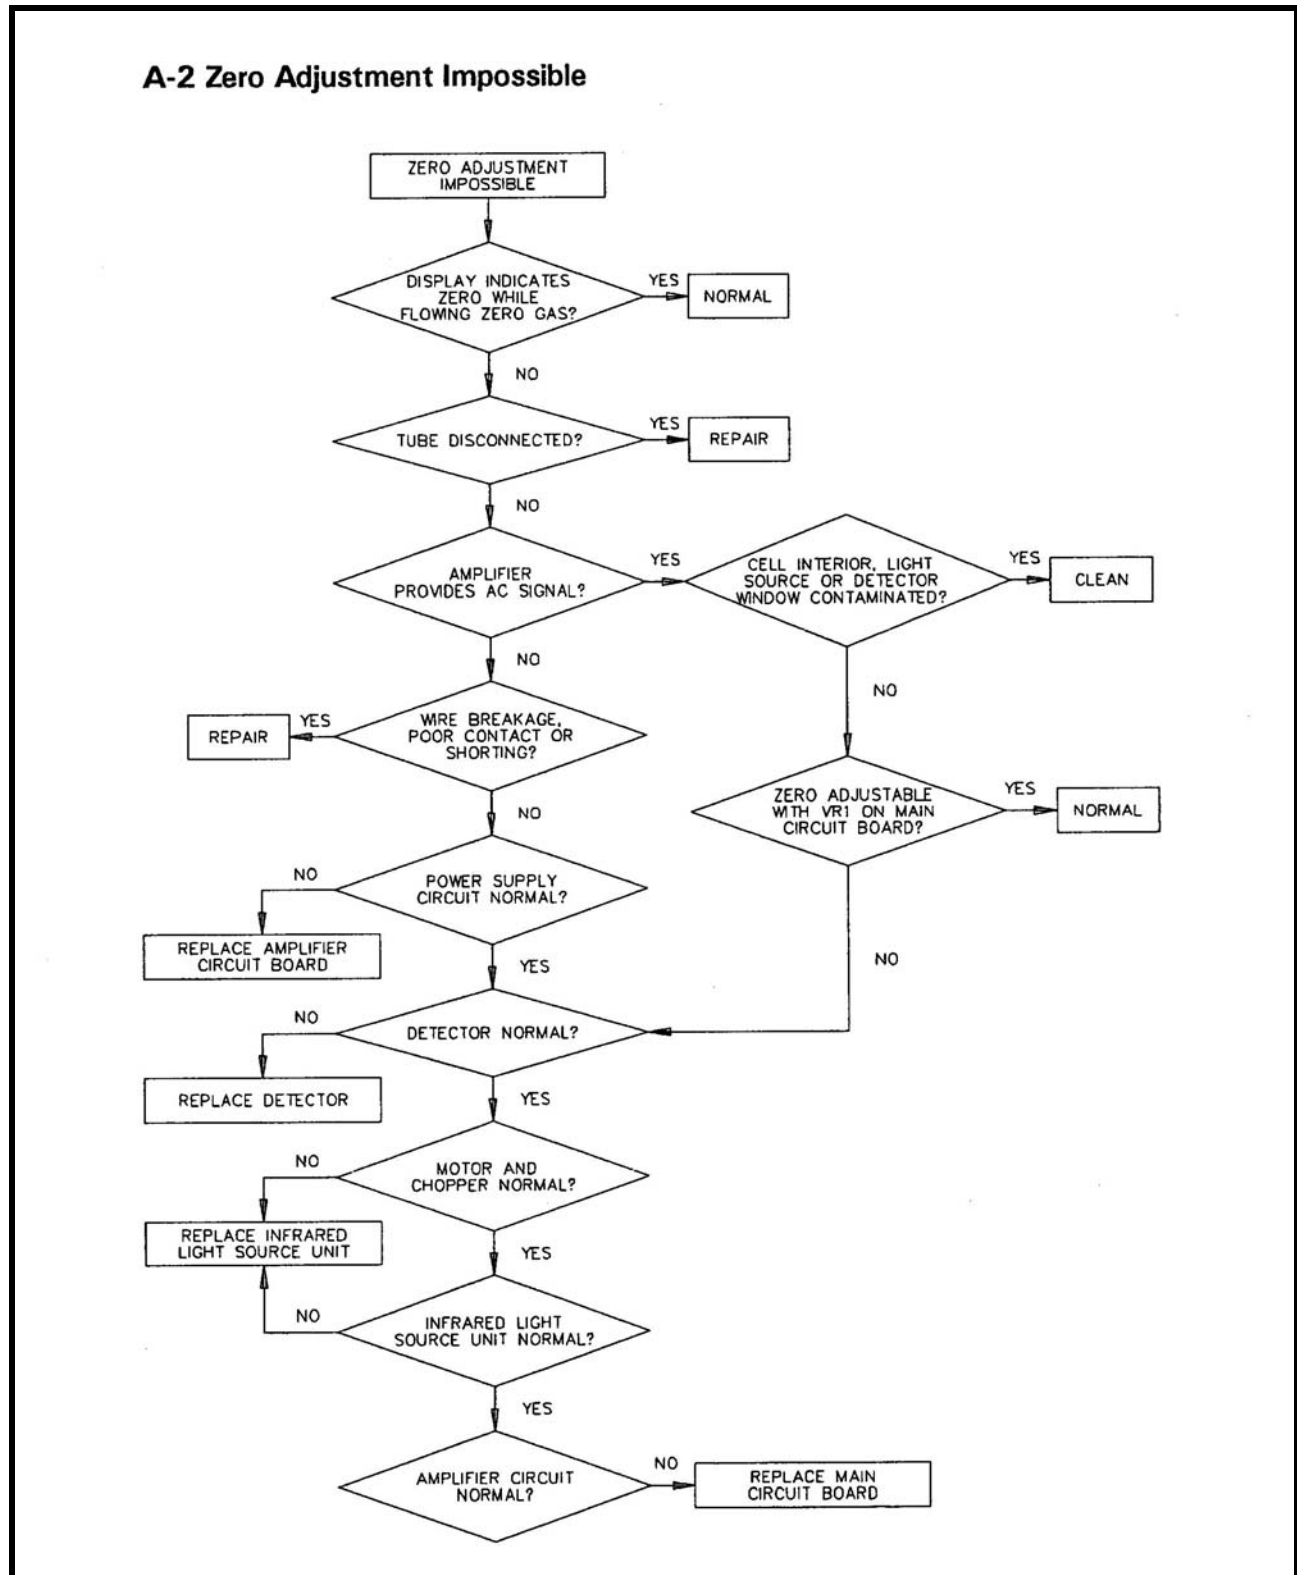 A-2 Zero Adjustment Impossible
ZERO ADJUSTMENT
IMPOSSIBLE
DISPLAY INDICATES
ZERO WHILE
FLOWING ZERO GAS?
YES
NORMAL
NO
TUBE DISCONNECTED?
YES
REPAIR
NO
AMPLIFIER
PROVIDES AC SIGNAL?
YES
CELL INTERIOR, LIGHT
SOURCE OR DETECTOR
WINDOW CONTAMINATED?
YES
CLEAN
NO
NO
WIRE BREAKAGE,
POOR CONTACT OR
SHORTING?
YES
REPAIR
ZERO ADJUSTABLE
WITH VR1 ON MAIN
CIRCUIT BOARD?
YES
NORMAL
NO
NO
POWER SUPPLY
CIRCUIT NORMAL?
NO
REPLACE AMPLIFIER
CIRCUIT BOARD
YES
DETECTOR NORMAL?
NO
REPLACE DETECTOR
YES
MOTOR AND
CHOPPER NORMAL?
NO
REPLACE INFRARED
LIGHT SOURCE UNIT
YES
INFRARED LIGHT
SOURCE UNIT NORMAL?
NO
YES
AMPLIFIER CIRCUIT
NORMAL?
NO
REPLACE MAIN
CIRCUIT BOARD